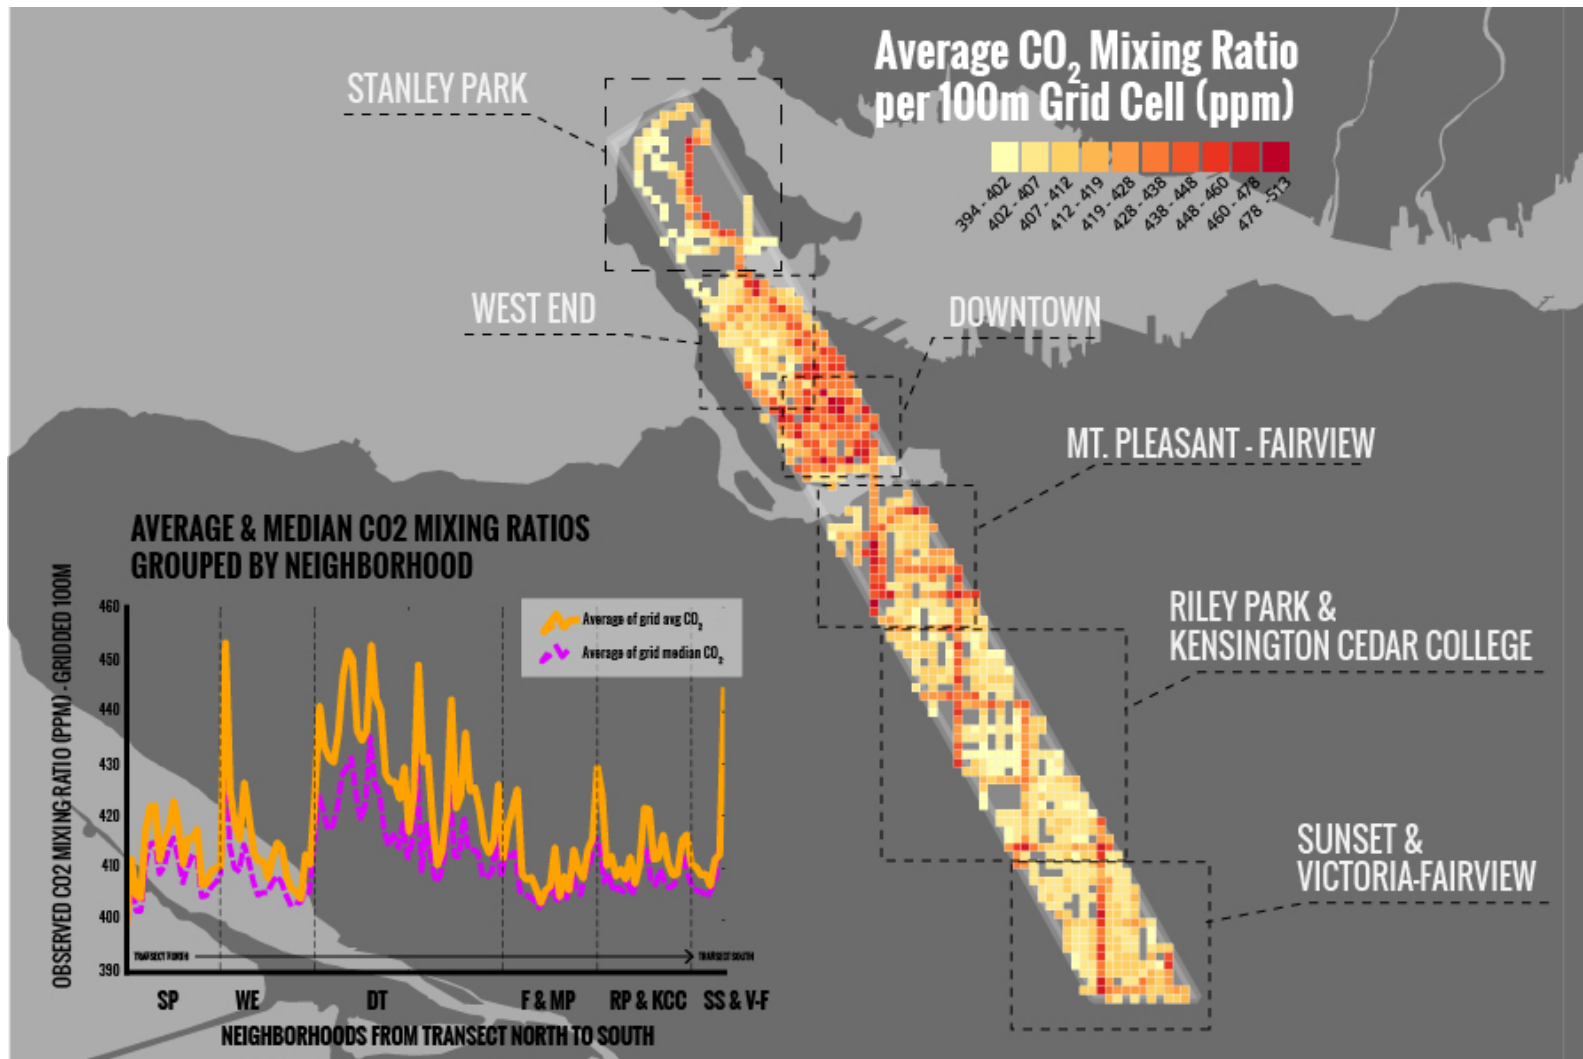 STANLEY PARK
Average CO2 Mixing Ratio
per 100m Grid Cell (ppm)
394 - 402
402 - 407
407 - 412
412 - 419
419 - 428
428 - 438
438 - 448
448 - 460
460 - 478
478 -513
WEST END
DOWNTOWN
MT. PLEASANT - FAIRVIEW
RILEY PARK &
KENSINGTON CEDAR COLLEGE
SUNSET &
VICTORIA-FAIRVIEW
AVERAGE & MEDIAN CO2 MIXING RATIOS
GROUPED BY NEIGHBORHOOD
OBSERVED CO2 MIXING RATIO (PPM) - GRIDDED 100M
460
450
440
430
420
410
400
390
Average of grid avg CO2
Average of grid median CO2
TRANSECT NORTH
TRANSECT SOUTH
SP
WE
DT
F & MP
RP & KCC
SS & V-F
NEIGHBORHOODS FROM TRANSECT NORTH TO SOUTH